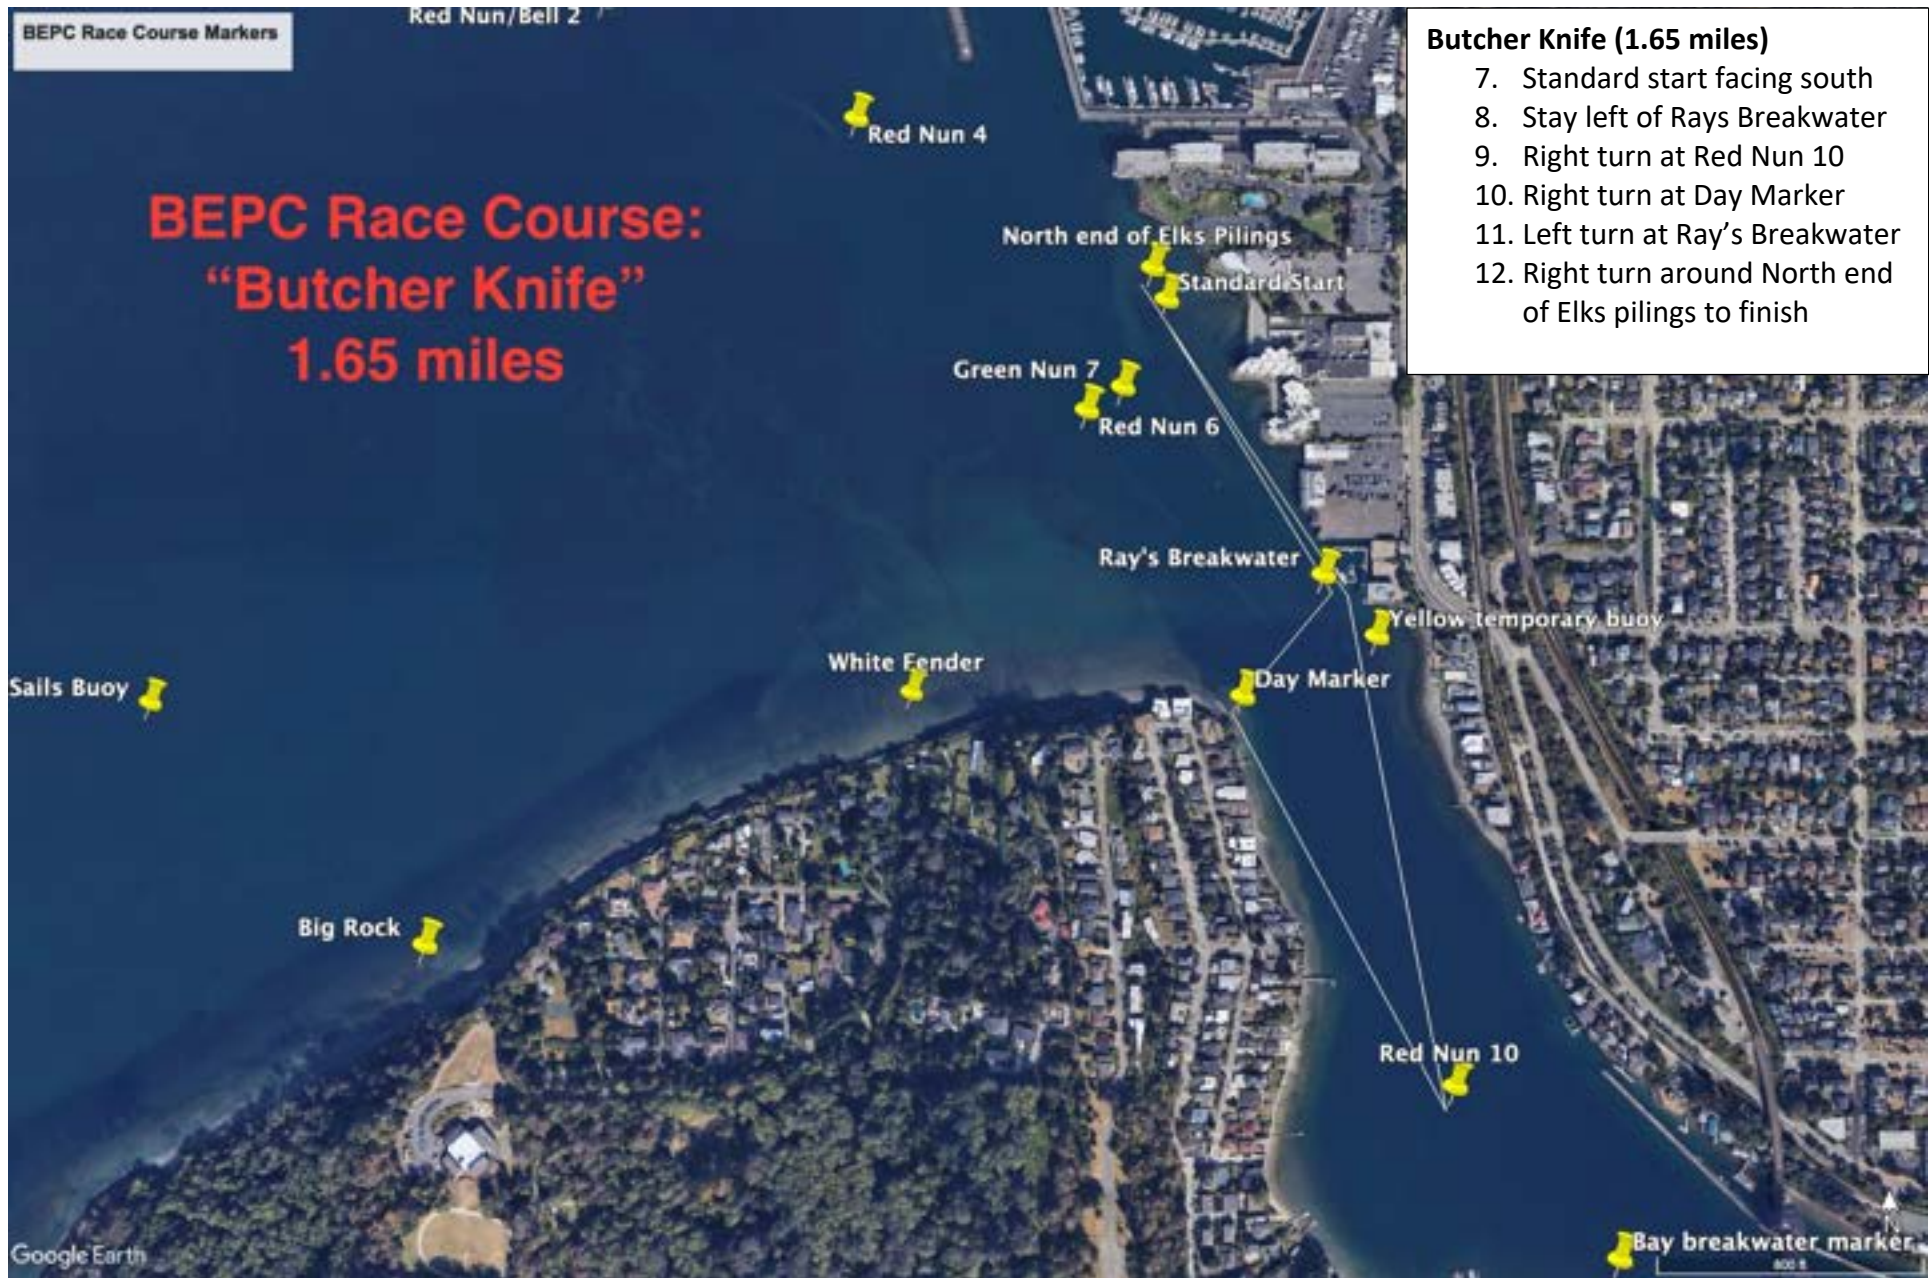 Red Nun/Bell 2
BEPC Race Course Markers
Butcher Knife (1.65 miles)
7. Standard start facing south
8. Stay left of Rays Breakwater
9. Right turn at Red Nun 10
10. Right turn at Day Marker
11. Left turn at Ray's Breakwater
12. Right turn around North end
of Elks pilings to finish
Red Nun 4
BEPC Race Course:
“Butcher Knife”
1.65 miles
North end of Elks Pilings
Standard Start
Green Nun 7
Red Nun 6
Ray's Breakwater
Yellow temporary buoy
White Fender
Day Marker
Sails Buoy
Big Rock
Red Nun 10
N
Bay breakwater marker
Google Earth
800 ft